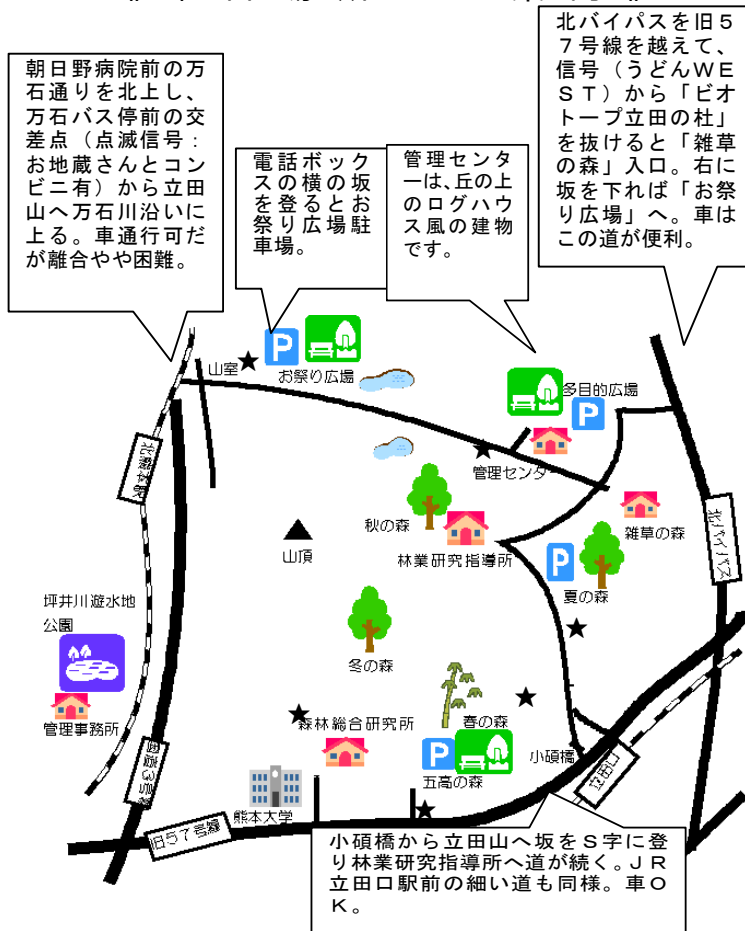 朝日野病院前の万
石通りを北上し、
万石バス停前の交
差点（点滅信号：
お地蔵さんとコン
ビニ有）から立田
山へ万石川沿いに
上る。車通行可だ
が離合やや困難。
電話ボック
スの横の坂
を登るとお
祭り広場駐
車場。
管理センタ
ーは、丘の上
のログハウ
ス風の建物
です。
北バイパスを旧５
７号線を越えて、
信号（うどんＷＥ
ＳＴ）から「ビオ
トープ立田の杜」
を抜けると「雑草
の森」入口。右に
坂を下れば「お祭
り広場」へ。車は
この道が便利。
山室
P
お祭り広場
多目的広場
P
管理センター
北熊本駅
秋の森
林業研究指導所
雑草の森
北バイパス
山頂
P
夏の森
坪井川遊水地
公園
管理事務所
冬の森
春の森
森林総合研究所
P
五高の森
小磧橋
立田口
国道3号線
熊本大学
旧57号線
小磧橋から立田山へ坂をＳ字に登
り林業研究指導所へ道が続く。ＪＲ
立田口駅前の細い道も同様。車Ｏ
Ｋ。